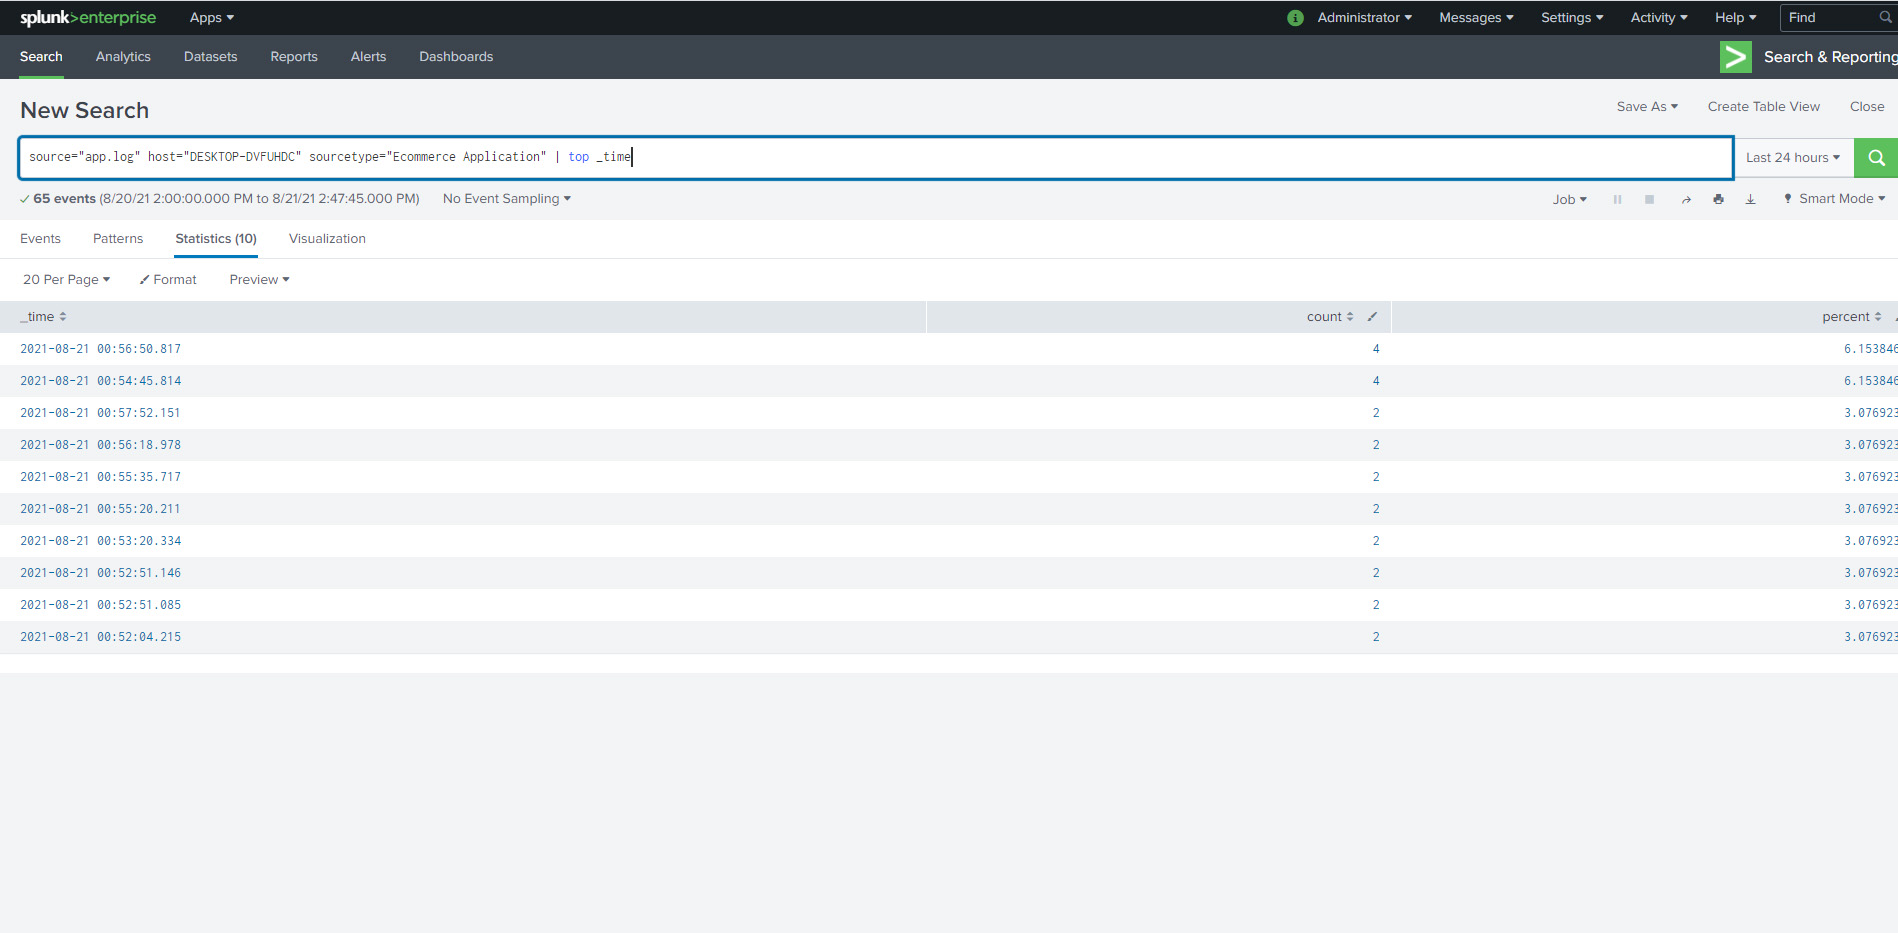 splunk>enterprise Apps Administrator Messages Settings Activity Help Find
Search Analytics Datasets Reports Alerts Dashboards Search & Reporting
New Search Save As Create Table View Close
source="app.log" host="DESKTOP-DVFUHDC" sourcetype="Ecommerce Application" | top _time Last 24 hours
65 events (8/20/21 2:00:00.000 PM to 8/21/21 2:47:45.000 PM) No Event Sampling Job Smart Mode
Events Patterns Statistics (10) Visualization
20 Per Page Format Preview
_time count percent
2021-08-21 00:56:50.817 4 6.153846
2021-08-21 00:54:45.814 4 6.153846
2021-08-21 00:57:52.151 2 3.076923
2021-08-21 00:56:18.978 2 3.076923
2021-08-21 00:55:35.717 2 3.076923
2021-08-21 00:55:20.211 2 3.076923
2021-08-21 00:53:20.334 2 3.076923
2021-08-21 00:52:51.146 2 3.076923
2021-08-21 00:52:51.085 2 3.076923
2021-08-21 00:52:04.215 2 3.076923